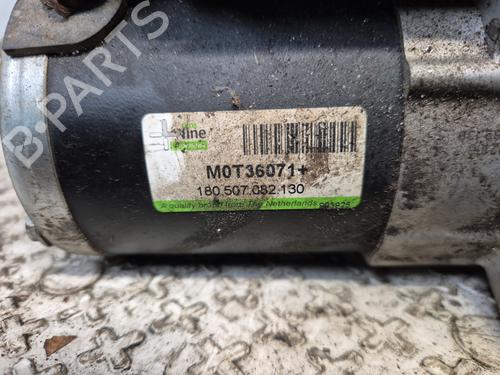 B-PARTS
line
M0T36071+
180.507.082.130
A quality brand from The Netherlands